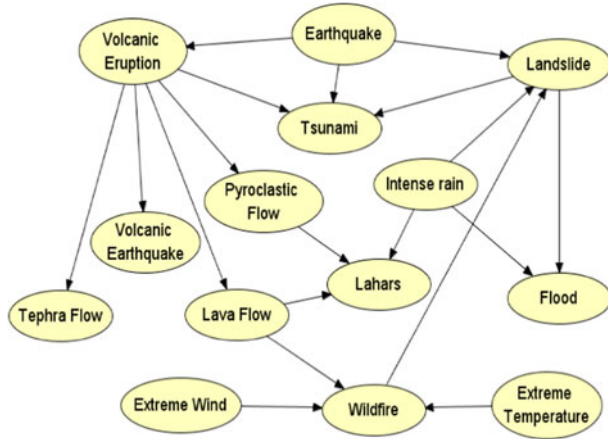 Earthquake
Volcanic
Eruption
Landslide
Tsunami
Pyroclastic
Flow
Intense rain
Volcanic
Earthquake
Lahars
Flood
Tephra Flow
Lava Flow
Extreme Wind
Wildfire
Extreme
Temperature